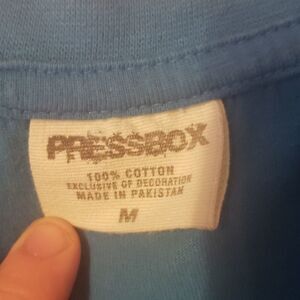 PRESSBOX
100% COTTON
EXCLUSIVE OF DECORATION
MADE IN PAKISTAN
M